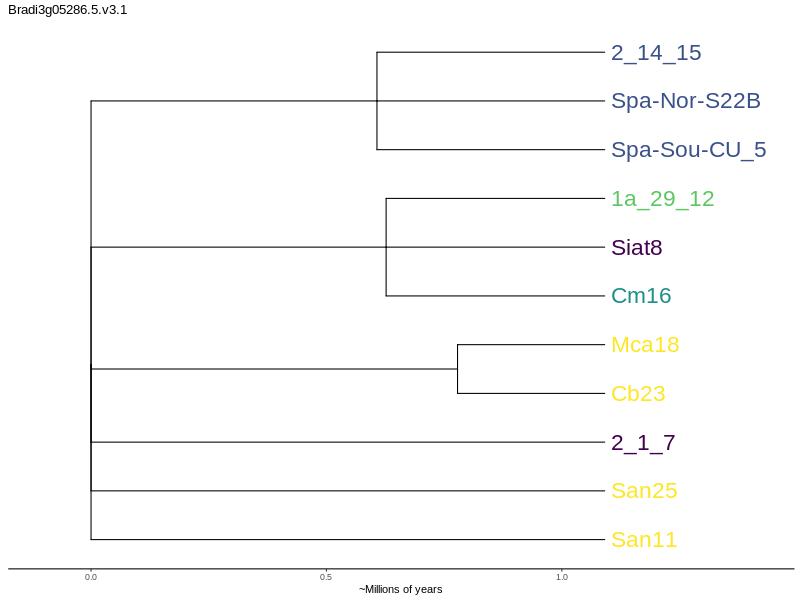 Bradi3g05286.5.v3.1
2_14_15
Spa-Nor-S22B
Spa-Sou-CU_5
1a_29_12
Siat8
Cm16
Mca18
Cb23
2_1_7
San25
San11
0.0 0.5 1.0
~Millions of years